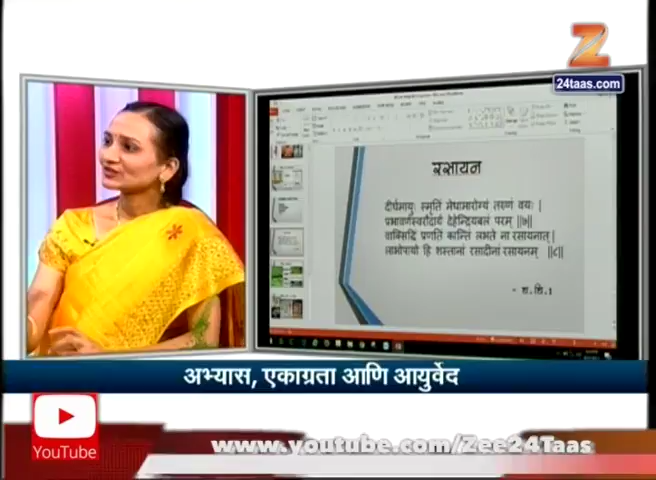 24taas.com
रसायन
दीर्घमायुः स्मृतिं मेधामारोग्यं तरुणं वयः |
प्रभावर्णस्वरौदार्यं देहेन्द्रियबलं परम् ||७||
वाक्सिद्धिं प्रणतिं कान्तिं लभते ना रसायनात् |
लाभोपायो हि शस्तानां रसादीनां रसायनम् ||८||
- च.चि.१
अभ्यास, एकाग्रता आणि आयुर्वेद
YouTube
www.youtube.com/Zee24Taas